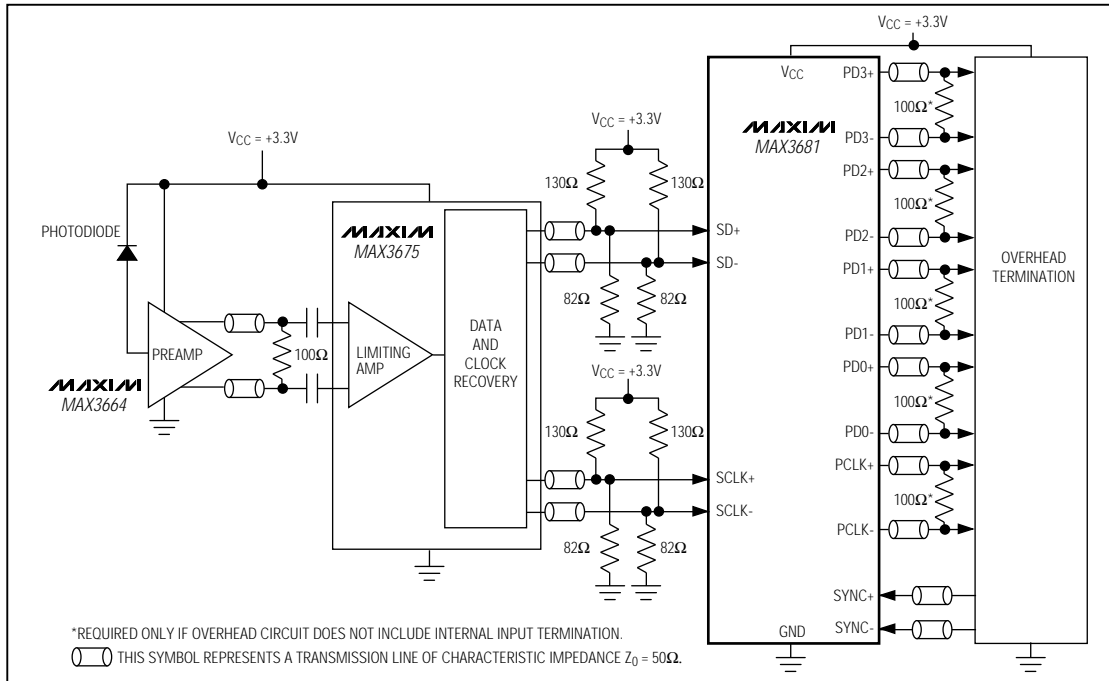 VCC = +3.3V
VCC
PD3+
100Ω*
PD3-
PD2+
100Ω*
PD2-
PD1+
100Ω*
PD1-
PD0+
100Ω*
PD0-
PCLK+
100Ω*
PCLK-
SYNC+
SYNC-
GND
MAXIM
MAX3681
OVERHEAD
TERMINATION
VCC = +3.3V
130Ω
130Ω
SD+
SD-
82Ω
82Ω
VCC = +3.3V
130Ω
130Ω
SCLK+
SCLK-
82Ω
82Ω
VCC = +3.3V
PHOTODIODE
MAXIM
MAX3675
PREAMP
100Ω
LIMITING
AMP
DATA
AND
CLOCK
RECOVERY
MAXIM
MAX3664
*REQUIRED ONLY IF OVERHEAD CIRCUIT DOES NOT INCLUDE INTERNAL INPUT TERMINATION.
THIS SYMBOL REPRESENTS A TRANSMISSION LINE OF CHARACTERISTIC IMPEDANCE Z0 = 50Ω.